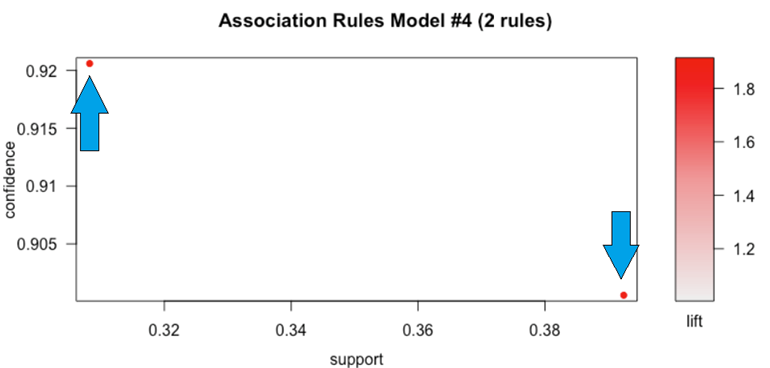 Association Rules Model #4 (2 rules)
0.92
0.915
0.91
0.905
confidence
0.32 0.34 0.36 0.38
support
1.8
1.6
1.4
1.2
lift